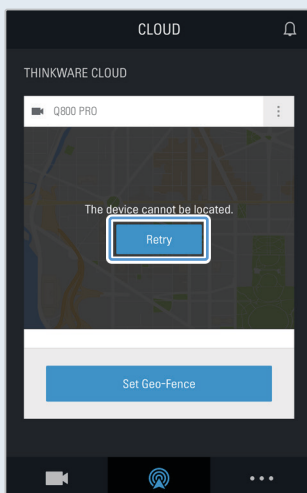 CLOUD
THINKWARE CLOUD
Q800 PRO
The device cannot be located.
Retry
Set Geo-Fence